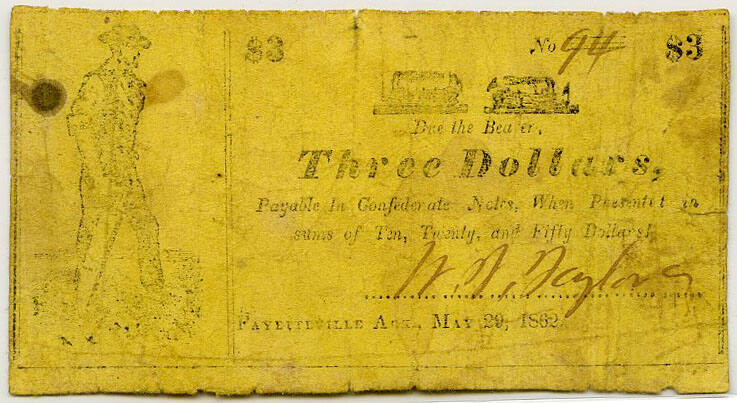 $3 No 94 $3
Due the Bearer,
Three Dollars,
Payable In Confederate Notes, When Presented in
sums of Ten, Twenty, and Fifty Dollars!
Taylor
FAYETTEVILLE ARK., MAY 29, 1862